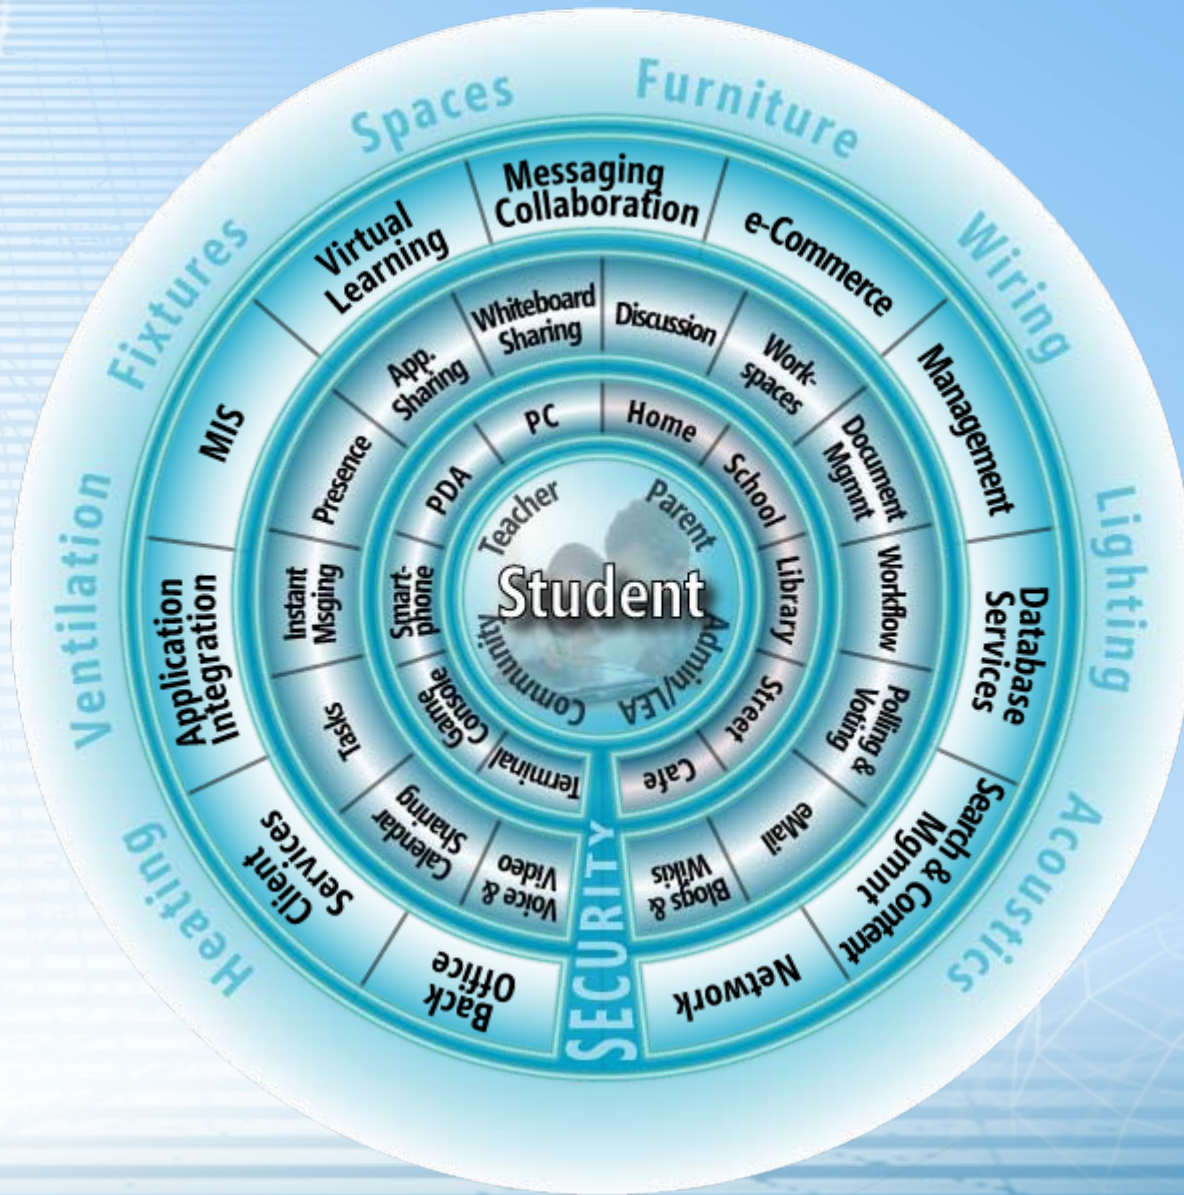 Spaces
Furniture
Wiring
Lighting
Acoustics
Heating
Ventilation
Fixtures
Messaging
Collaboration
e-Commerce
Management
Database
Services
Search & Content
Mgmnt
Network
Back
Office
Client
Services
Application
Integration
MIS
Virtual
Learning
Whiteboard
Sharing
Discussion
Work-
spaces
Document
Mgmnt
Workflow
Polling &
Voting
eMail
Blogs &
Wikis
Voice &
Video
Calendar
Sharing
Tasks
Instant
Msging
Presence
App.
Sharing
PC
Home
School
Library
Street
Cafe
Terminal
Game
Console
Smart-
phone
PDA
Teacher
Parent
Student
Admin/LEA
Community
SECURITY